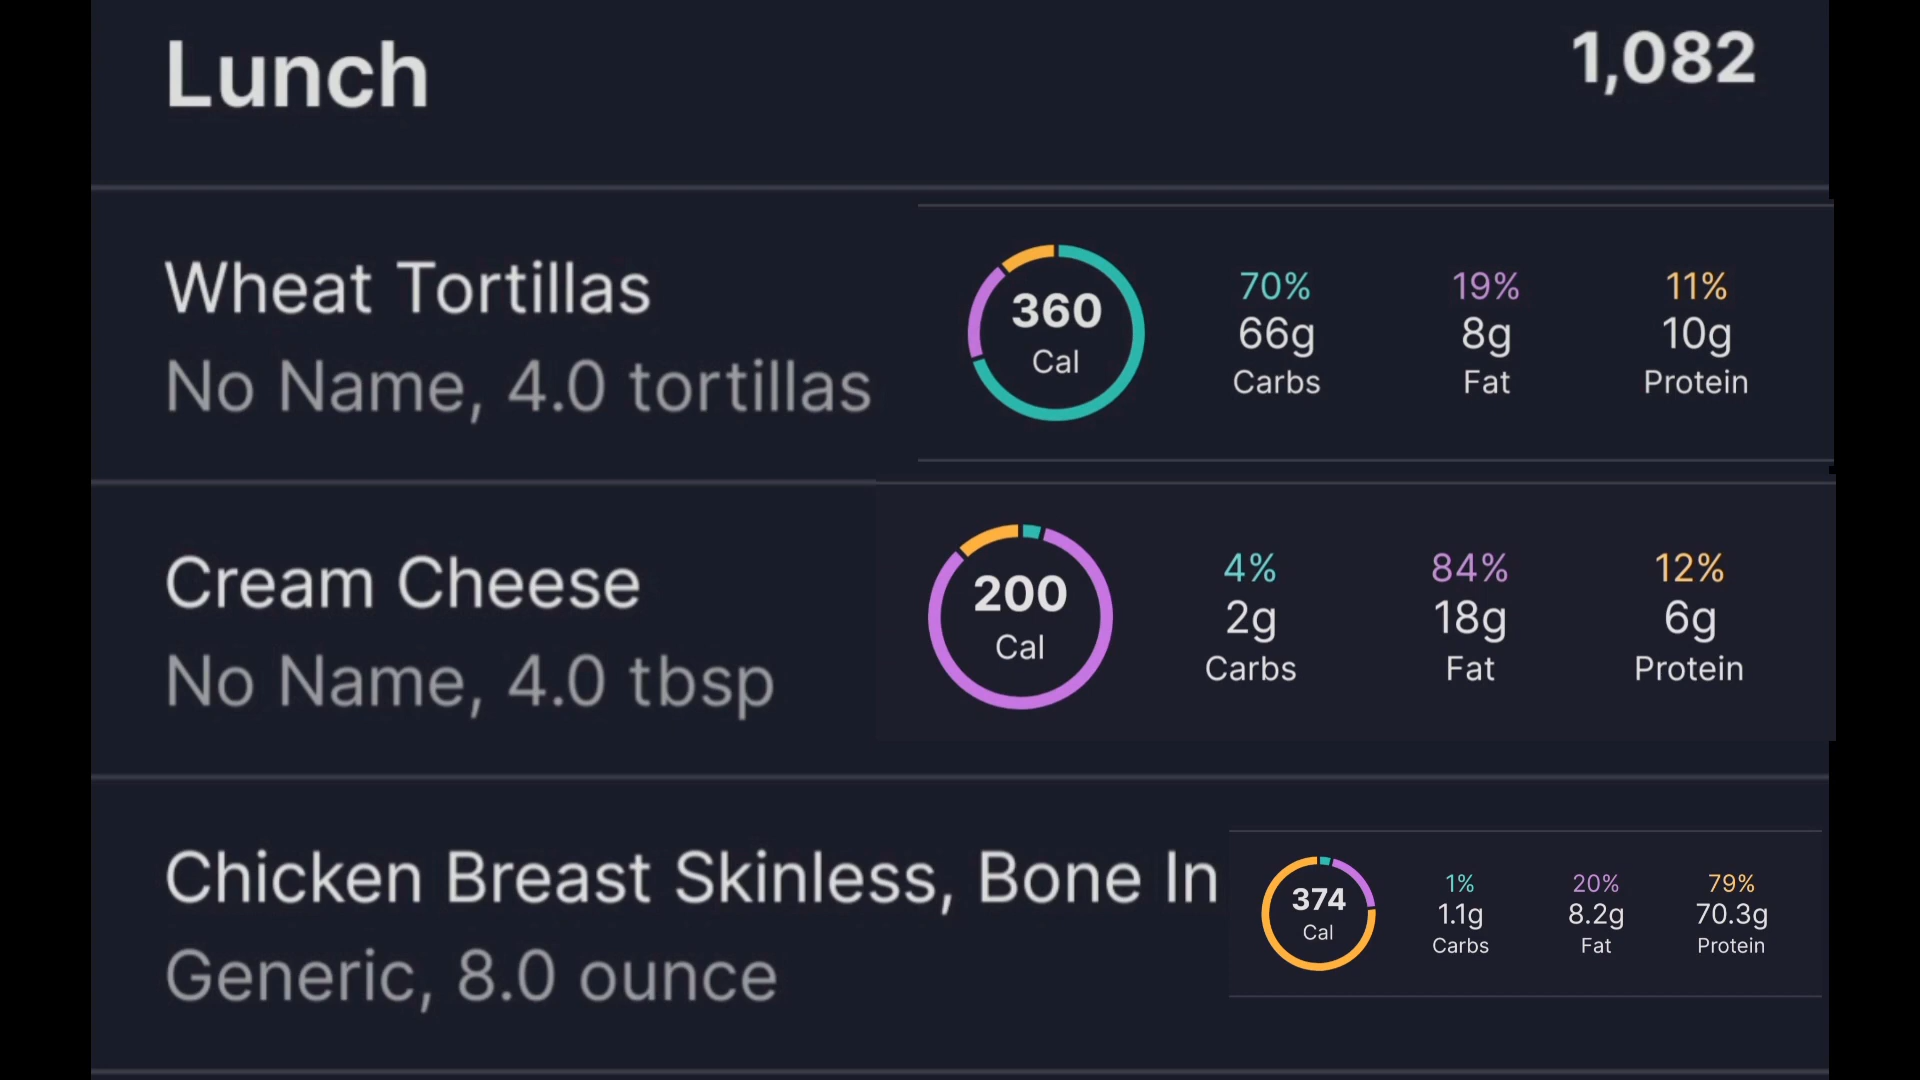 Lunch
1,082
Wheat Tortillas
No Name, 4.0 tortillas
360
Cal
70%
66g
Carbs
19%
8g
Fat
11%
10g
Protein
Cream Cheese
No Name, 4.0 tbsp
200
Cal
4%
2g
Carbs
84%
18g
Fat
12%
6g
Protein
Chicken Breast Skinless, Bone In
Generic, 8.0 ounce
374
Cal
1%
1.1g
Carbs
20%
8.2g
Fat
79%
70.3g
Protein